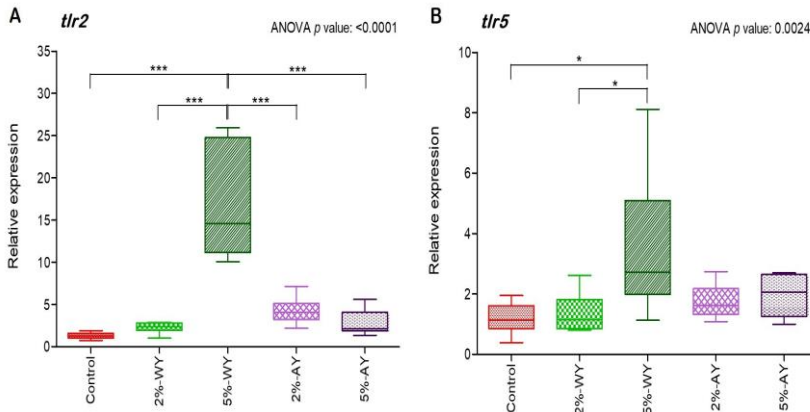 A
tlr2
ANOVA p value: <0.0001
Relative expression
35
30
25
20
15
10
5
0
***
***
***
***
Control
2%-WY
5%-WY
2%-AY
5%-AY
B
tlr5
ANOVA p value: 0.0024
Relative expression
10
8
6
4
2
0
*
*
Control
2%-WY
5%-WY
2%-AY
5%-AY